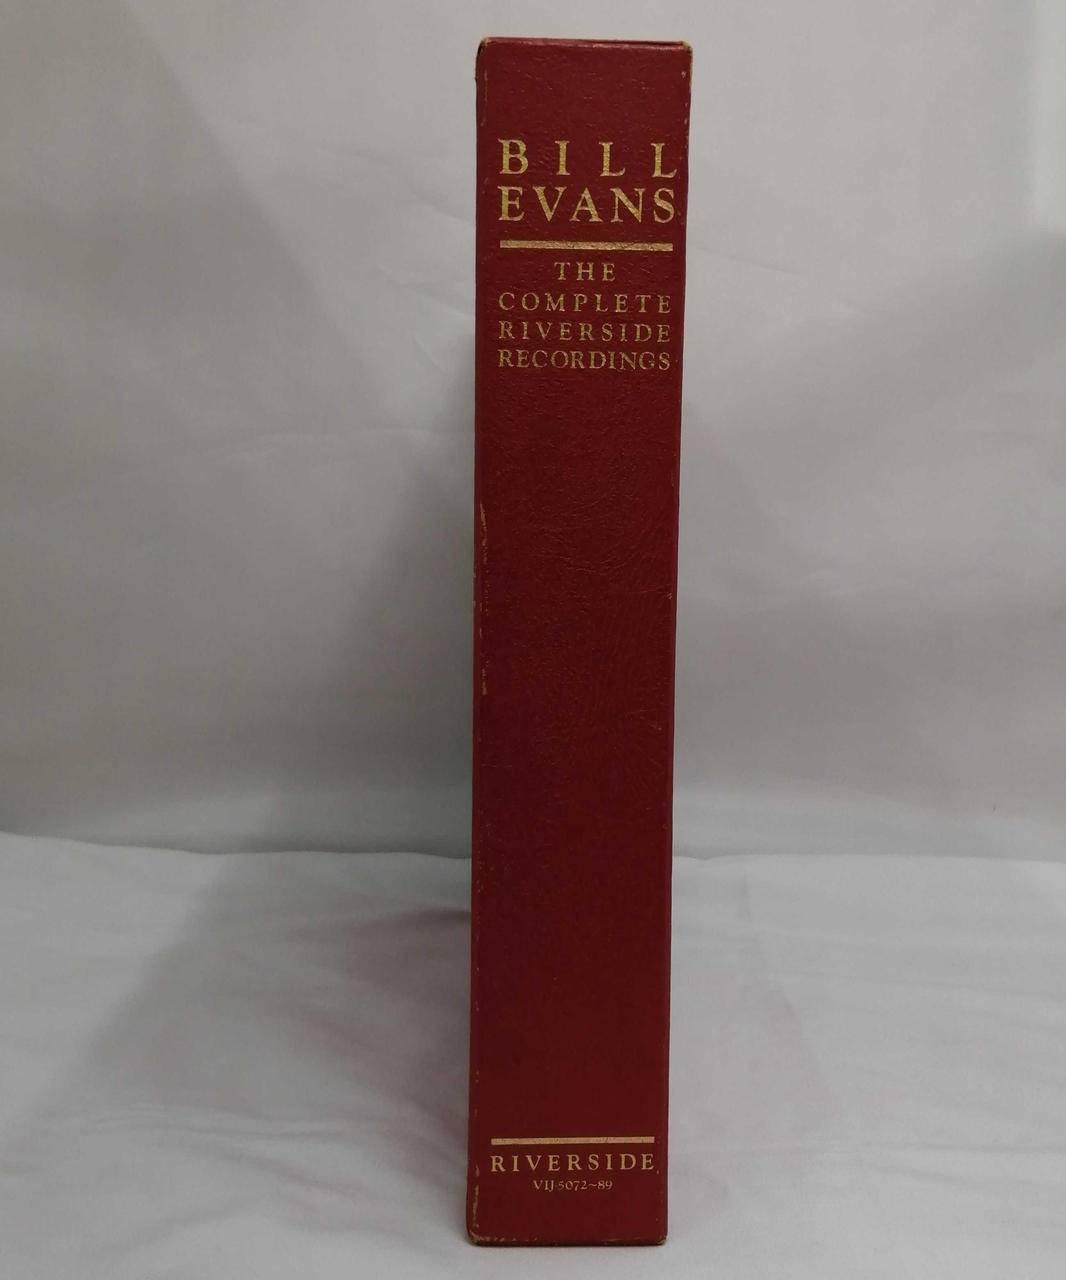 BILL
EVANS
THE
COMPLETE
RIVERSIDE
RECORDINGS
RIVERSIDE
VIJ-5072~89